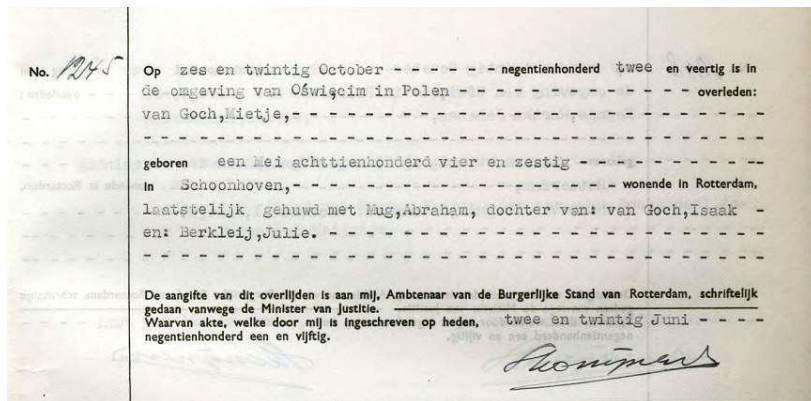 No. 1245 Op zes en twintig October - - - - - - negentienhonderd twee en veertig is in
de omgeving van Oświęcim in Polen - - - - - - - - - - - - - overleden:
van Goch,Mietje,- - - - - - - - - - - - - - - - - - - - - - - - - - -
- - - - - - - - - - - - - - - - - - - - - - - - - - - - - - - - - - -
geboren een Mei achttienhonderd vier en zestig - - - - - - - - - - -
in Schoonhoven,- - - - - - - - - - - - - - - - - - - wonende in Rotterdam,
laatstelijk gehuwd met Mug,Abraham, dochter van: van Goch,Isaak -
en: Berkleij,Julie. - - - - - - - - - - - - - - - - - - - - - - - - -
- - - - - - - - - - - - - - - - - - - - - - - - - - - - - - - - - - -
De aangifte van dit overlijden is aan mij, Ambtenaar van de Burgerlijke Stand van Rotterdam, schriftelijk
gedaan vanwege de Minister van Justitie.
Waarvan akte, welke door mij is ingeschreven op heden, twee en twintig Juni - - - -
negentienhonderd een en vijftig.